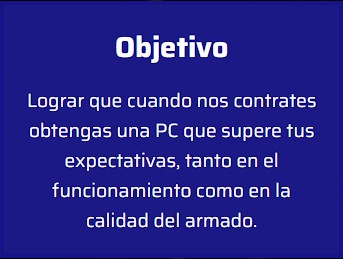 Objetivo
Lograr que cuando nos contrates
obtengas una PC que supere tus
expectativas, tanto en el
funcionamiento como en la
calidad del armado.